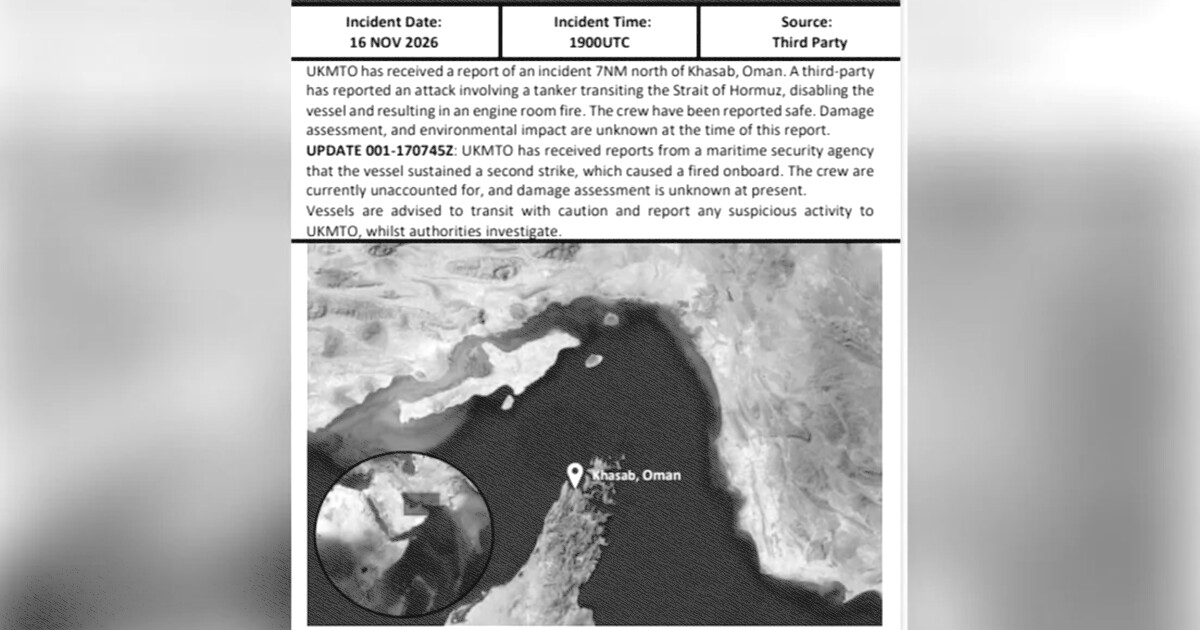 Incident Date:
16 NOV 2026
Incident Time:
1900UTC
Source:
Third Party
UKMTO has received a report of an incident 7NM north of Khasab, Oman. A third-party
has reported an attack involving a tanker transiting the Strait of Hormuz, disabling the
vessel and resulting in an engine room fire. The crew have been reported safe. Damage
assessment, and environmental impact are unknown at the time of this report.
UPDATE 001-170745Z: UKMTO has received reports from a maritime security agency
that the vessel sustained a second strike, which caused a fired onboard. The crew are
currently unaccounted for, and damage assessment is unknown at present.
Vessels are advised to transit with caution and report any suspicious activity to
UKMTO, whilst authorities investigate.
Khasab, Oman